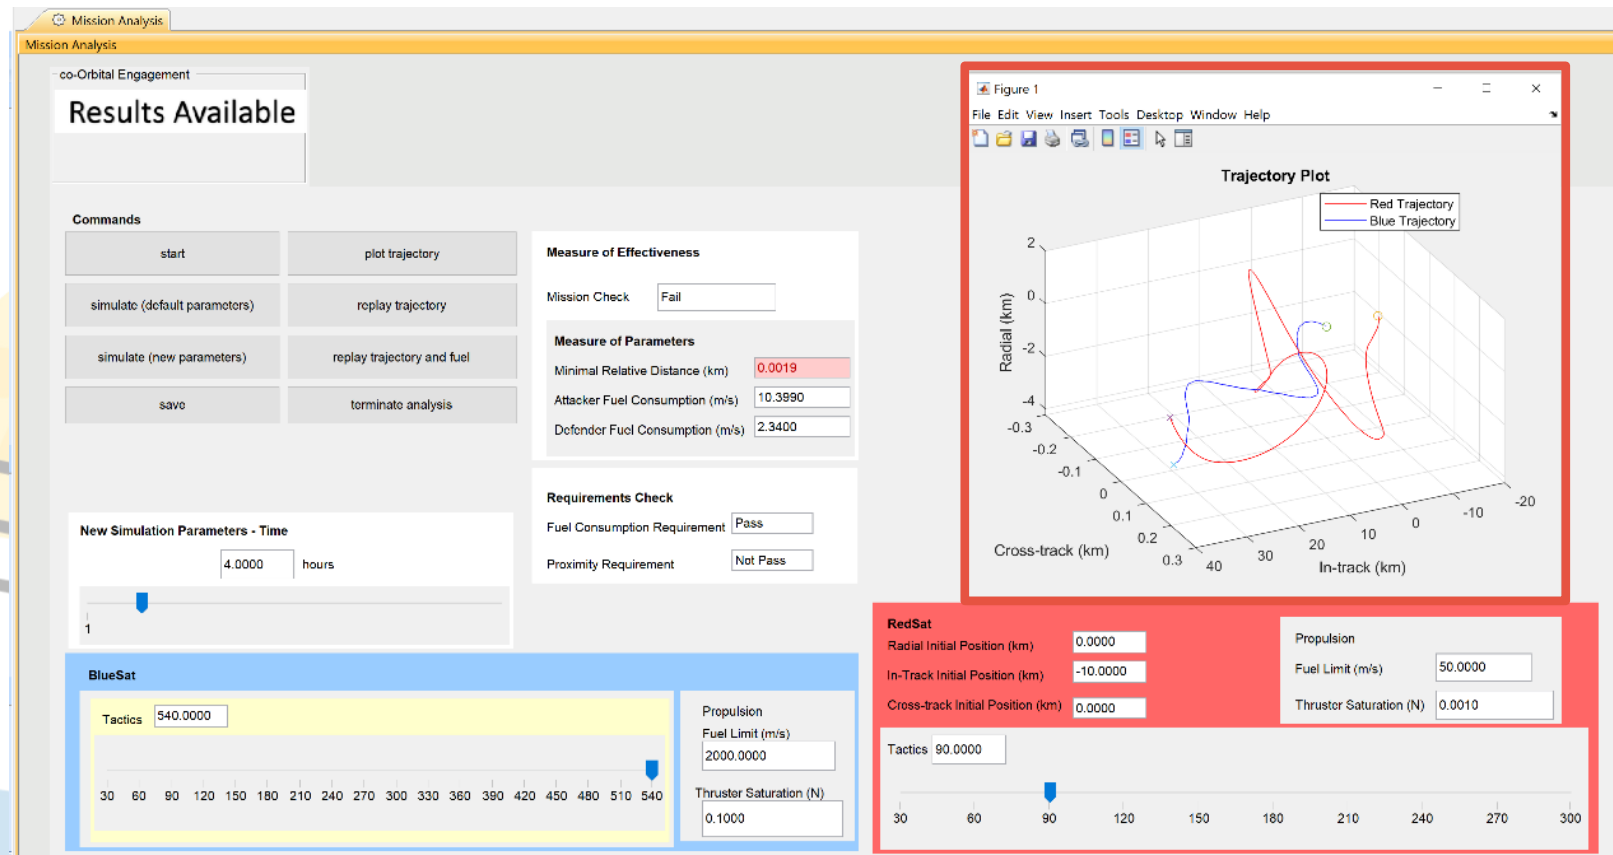 Mission Analysis
Mission Analysis
co-Orbital Engagement
Results Available
Commands
start
plot trajectory
simulate (default parameters)
replay trajectory
simulate (new parameters)
replay trajectory and fuel
save
terminate analysis
Measure of Effectiveness
Mission Check Fail
Measure of Parameters
Minimal Relative Distance (km) 0.0019
Attacker Fuel Consumption (m/s) 10.3990
Defender Fuel Consumption (m/s) 2.3400
Requirements Check
Fuel Consumption Requirement Pass
Proximity Requirement Not Pass
New Simulation Parameters - Time
4.0000 hours
1
Figure 1
File Edit View Insert Tools Desktop Window Help
Trajectory Plot
Red Trajectory
Blue Trajectory
Radial (km)
2
0
-2
-4
-0.3
-0.2
-0.1
0
0.1
0.2
0.3
Cross-track (km)
40
30
20
10
0
-10
-20
In-track (km)
BlueSat
Tactics 540.0000
30 60 90 120 150 180 210 240 270 300 330 360 390 420 450 480 510 540
Propulsion
Fuel Limit (m/s)
2000.0000
Thruster Saturation (N)
0.1000
RedSat
Radial Initial Position (km) 0.0000
In-Track Initial Position (km) -10.0000
Cross-track Initial Position (km) 0.0000
Propulsion
Fuel Limit (m/s) 50.0000
Thruster Saturation (N) 0.0010
Tactics 90.0000
30 60 90 120 150 180 210 240 270 300